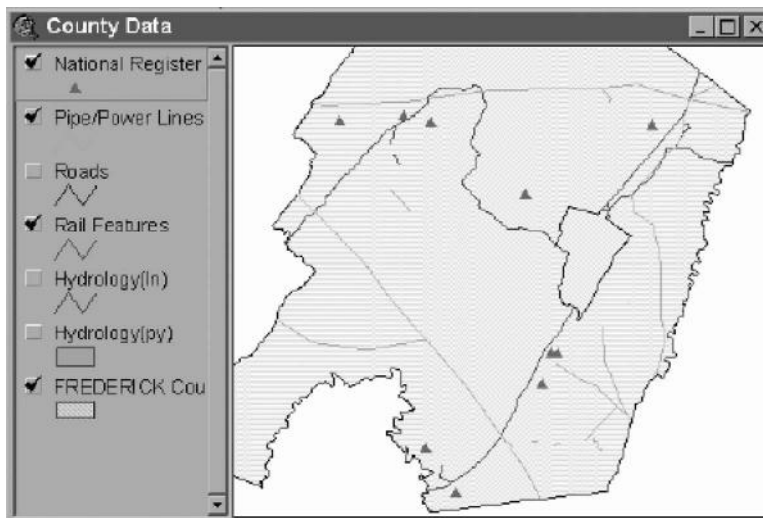 County Data
National Register
Pipe/Power Lines
Roads
Rail Features
Hydrology(ln)
Hydrology(py)
FREDERICK Cou